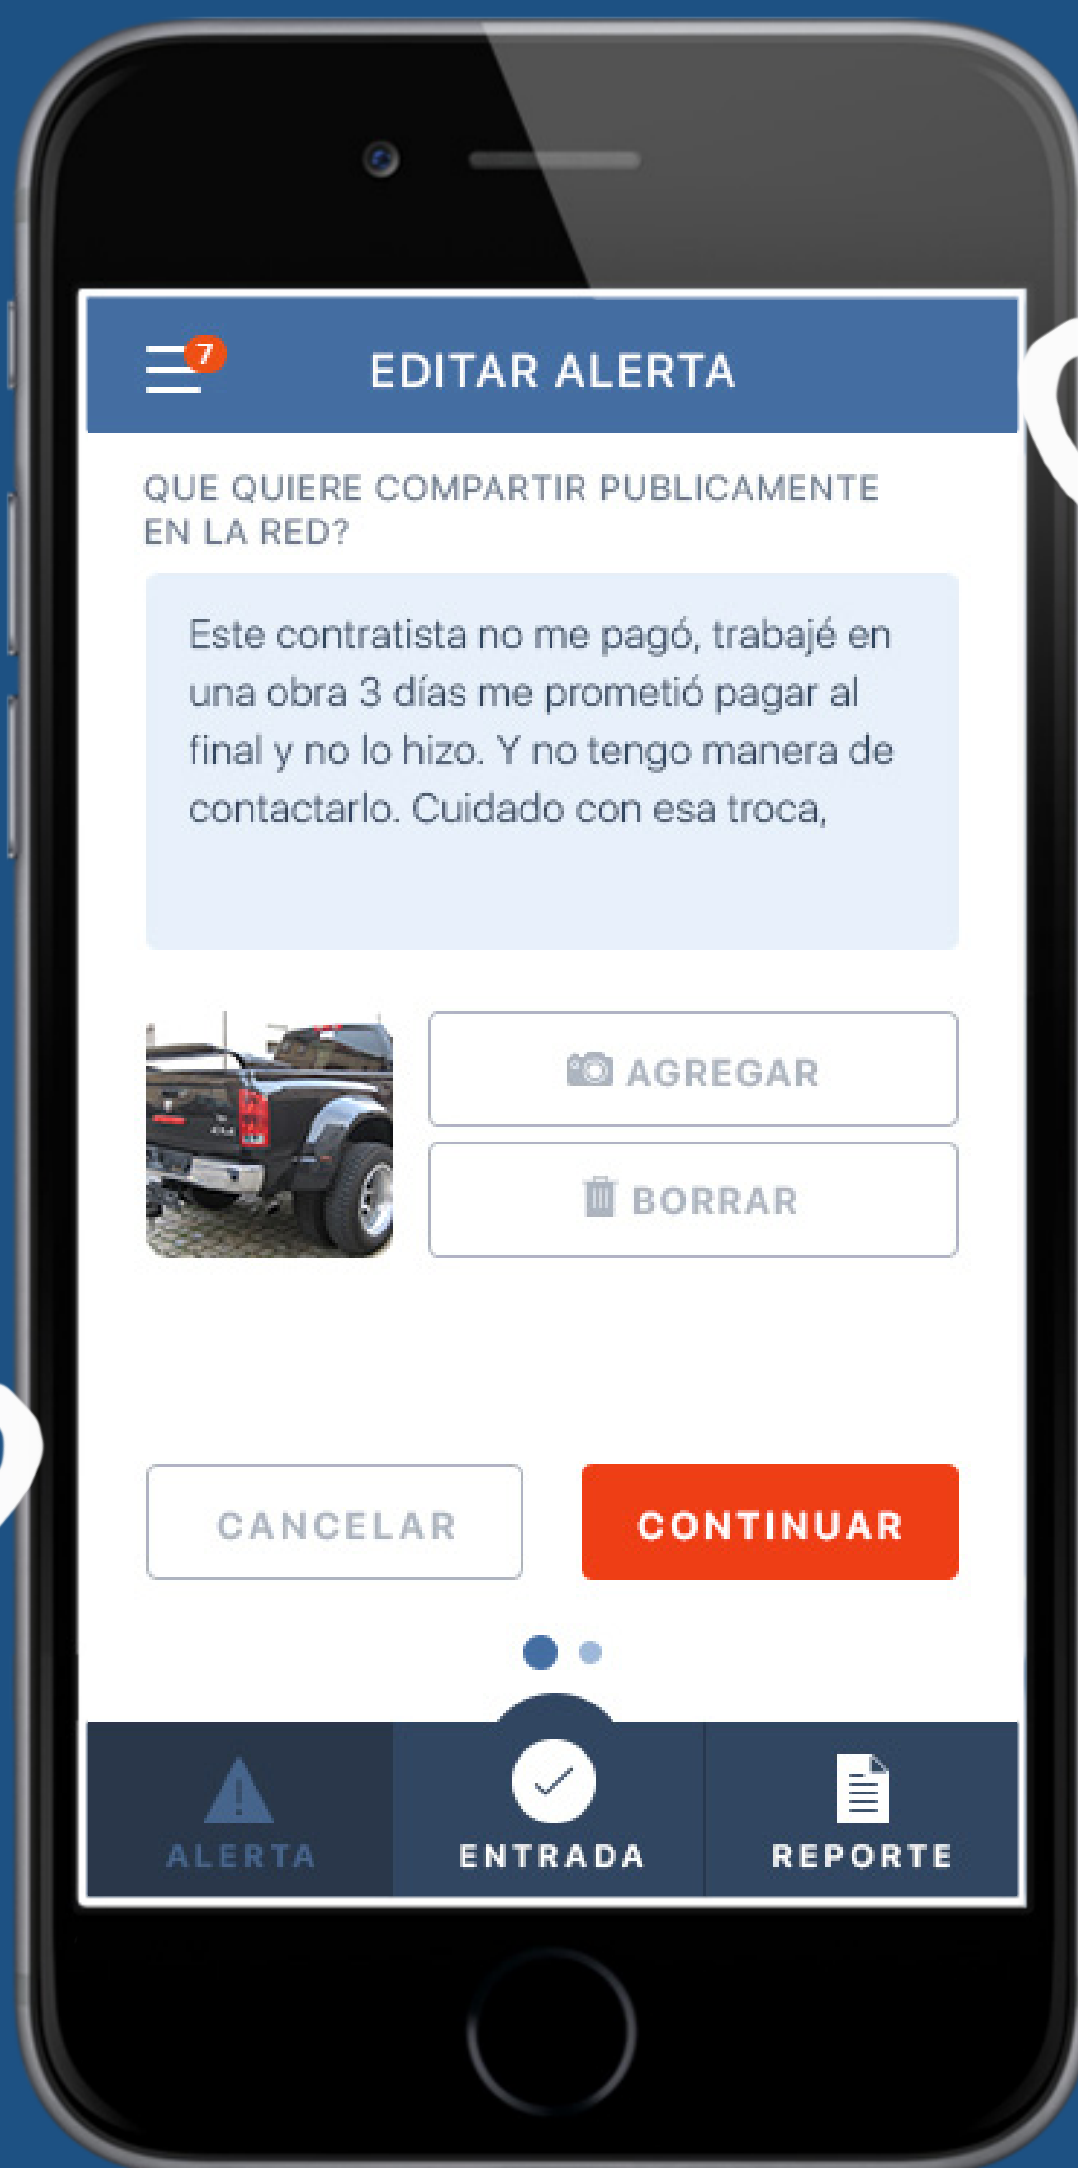 7
EDITAR ALERTA
QUE QUIERE COMPARTIR PUBLICAMENTE
EN LA RED?
Este contratista no me pagó, trabajé en
una obra 3 días me prometió pagar al
final y no lo hizo. Y no tengo manera de
contactarlo. Cuidado con esa troca,
AGREGAR
BORRAR
CANCELAR
CONTINUAR
ALERTA
ENTRADA
REPORTE